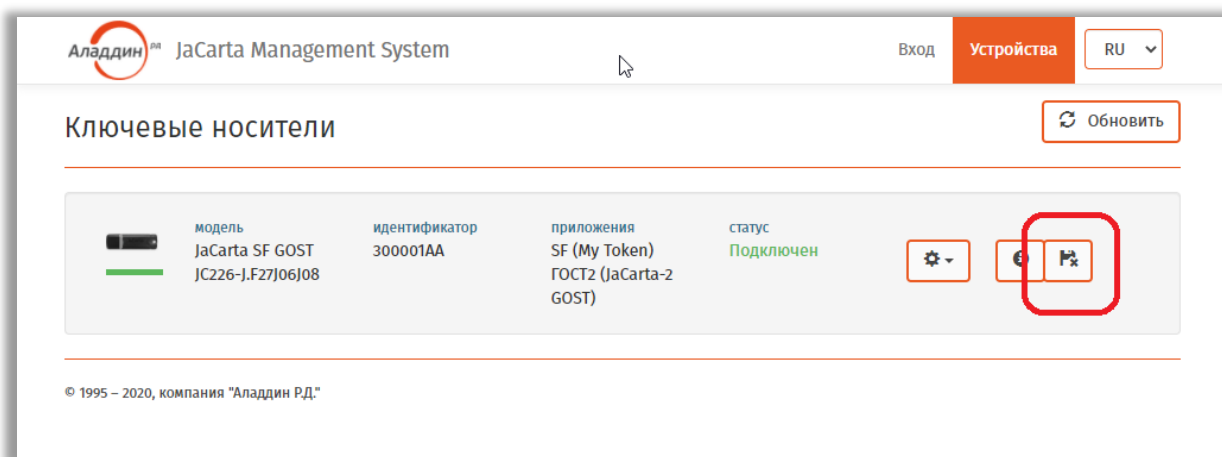 Аладдин РД JaCarta Management System Вход Устройства RU
Ключевые носители Обновить
модель идентификатор приложения статус
JaCarta SF GOST 300001AA SF (My Token) Подключен
JC226-J.F27J06J08 ГОСТ2 (JaCarta-2
GOST)
© 1995 – 2020, компания "Аладдин Р.Д."